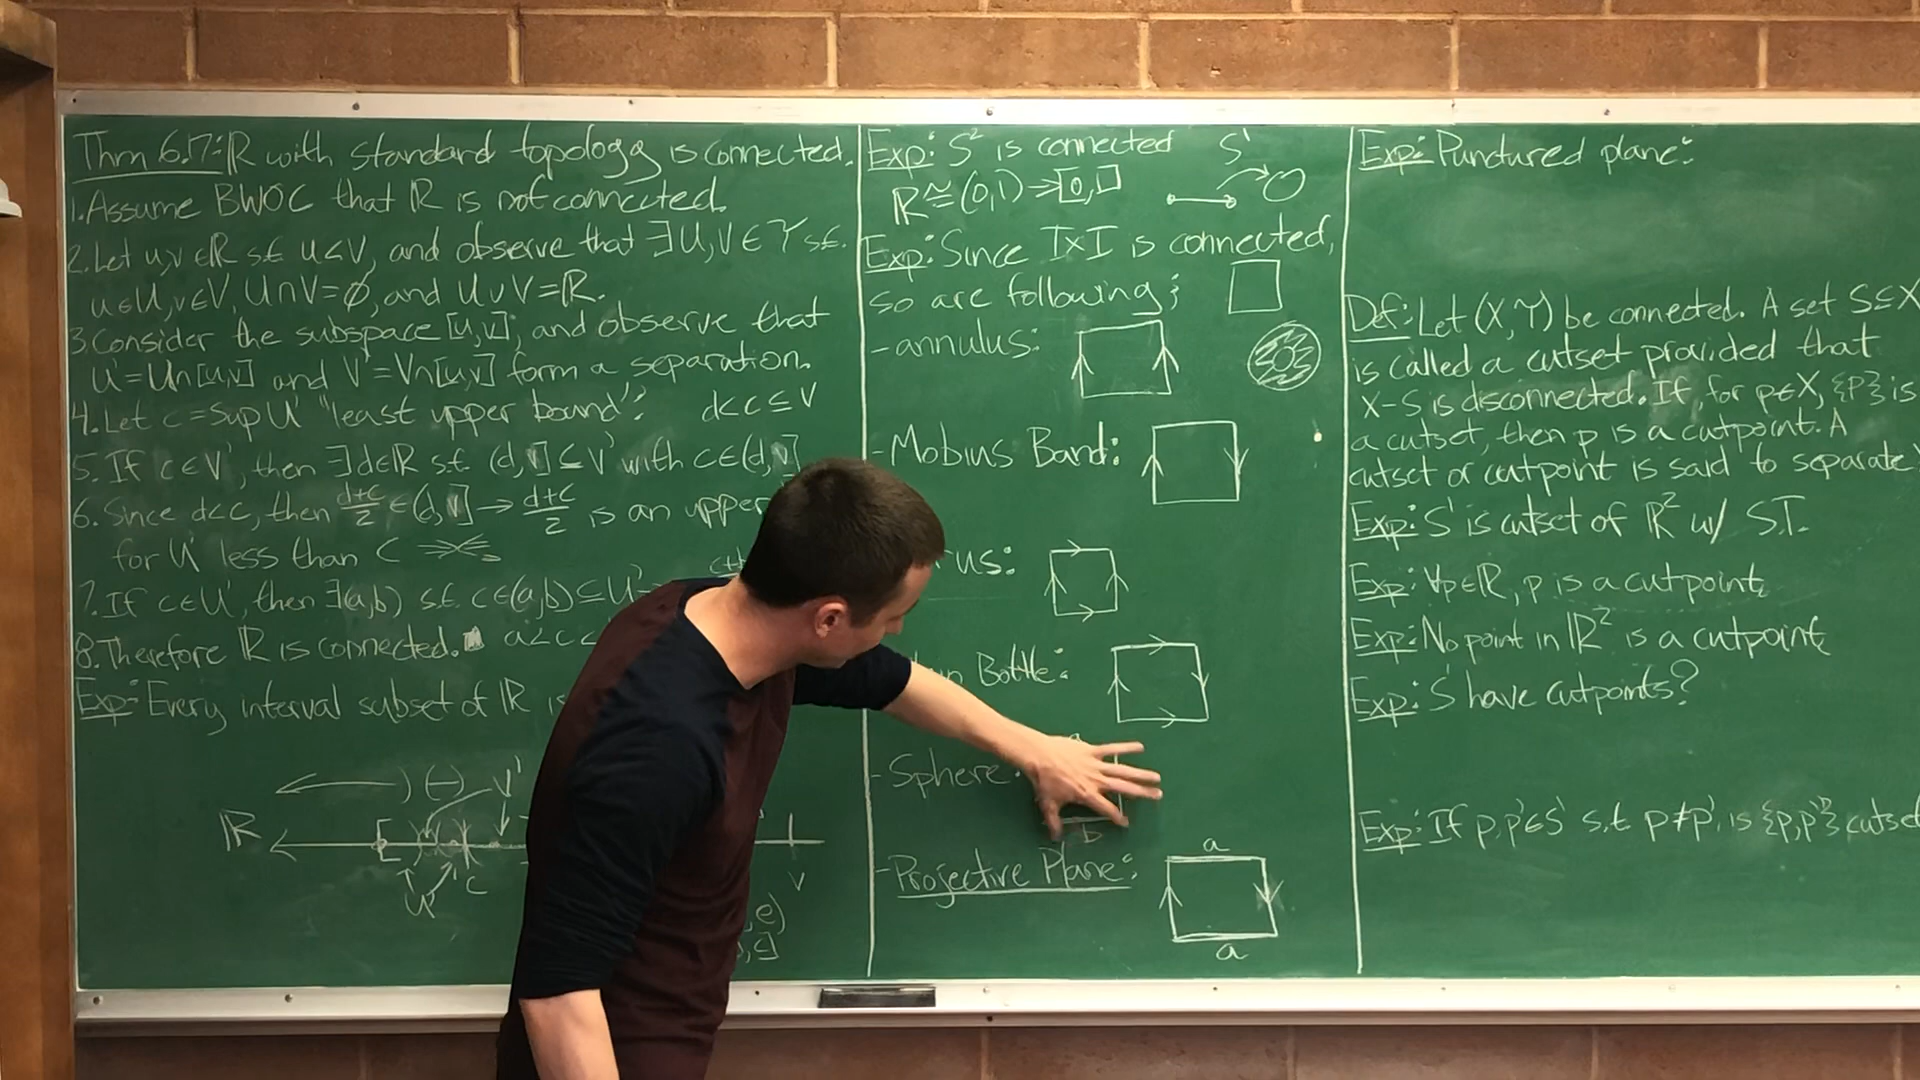 Thm 6.7: ℝ with standard topology is connected.
1. Assume BWOC that ℝ is not connected.
2. Let u,v ∈ ℝ s.t. u<v, and observe that ∃ U,V ∈ 𝒯 s.t.
u∈U, v∈V, U∩V=∅, and U∪V=ℝ.
3. Consider the subspace [u,v], and observe that
U'=U∩[u,v] and V'=V∩[u,v] form a separation.
4. Let c = sup U' "least upper bound". d<c≤v
5. If c∈V', then ∃d∈ℝ s.t. (d,v]⊆V' with c∈(d,v]
6. Since d<c, then d+c/2 ∈(d,v] → d+c/2 is an upper
for U' less than c
7. If c∈U', then ∃(a,b) s.t. c∈(a,b)⊆U'
8. Therefore ℝ is connected. a<c<
Exp: Every interval subset of ℝ is
) (–) V'
ℝ [ )( )(
U' c v
Exp: S² is connected S¹
ℝ≅(0,1)→[0,1]
Exp: Since I×I is connected,
so are following:
- annulus:
- Mobius Band:
us:
Bottle:
- Sphere:
b
- Projective Plane:
a
a
Exp: Punctured plane:
Def: Let (X,𝒯) be connected. A set S⊆X
is called a cutset provided that
X-S is disconnected. If, for p∈X, {p} is
a cutset, then p is a cutpoint. A
cutset or cutpoint is said to separate
Exp: S¹ is cutset of ℝ² w/ S.T.
Exp: ∀p∈ℝ, p is a cutpoint
Exp: No point in ℝ² is a cutpoint
Exp: S¹ have cutpoints?
Exp: If p,p'∈S¹ s.t. p≠p', is {p,p'} cutset